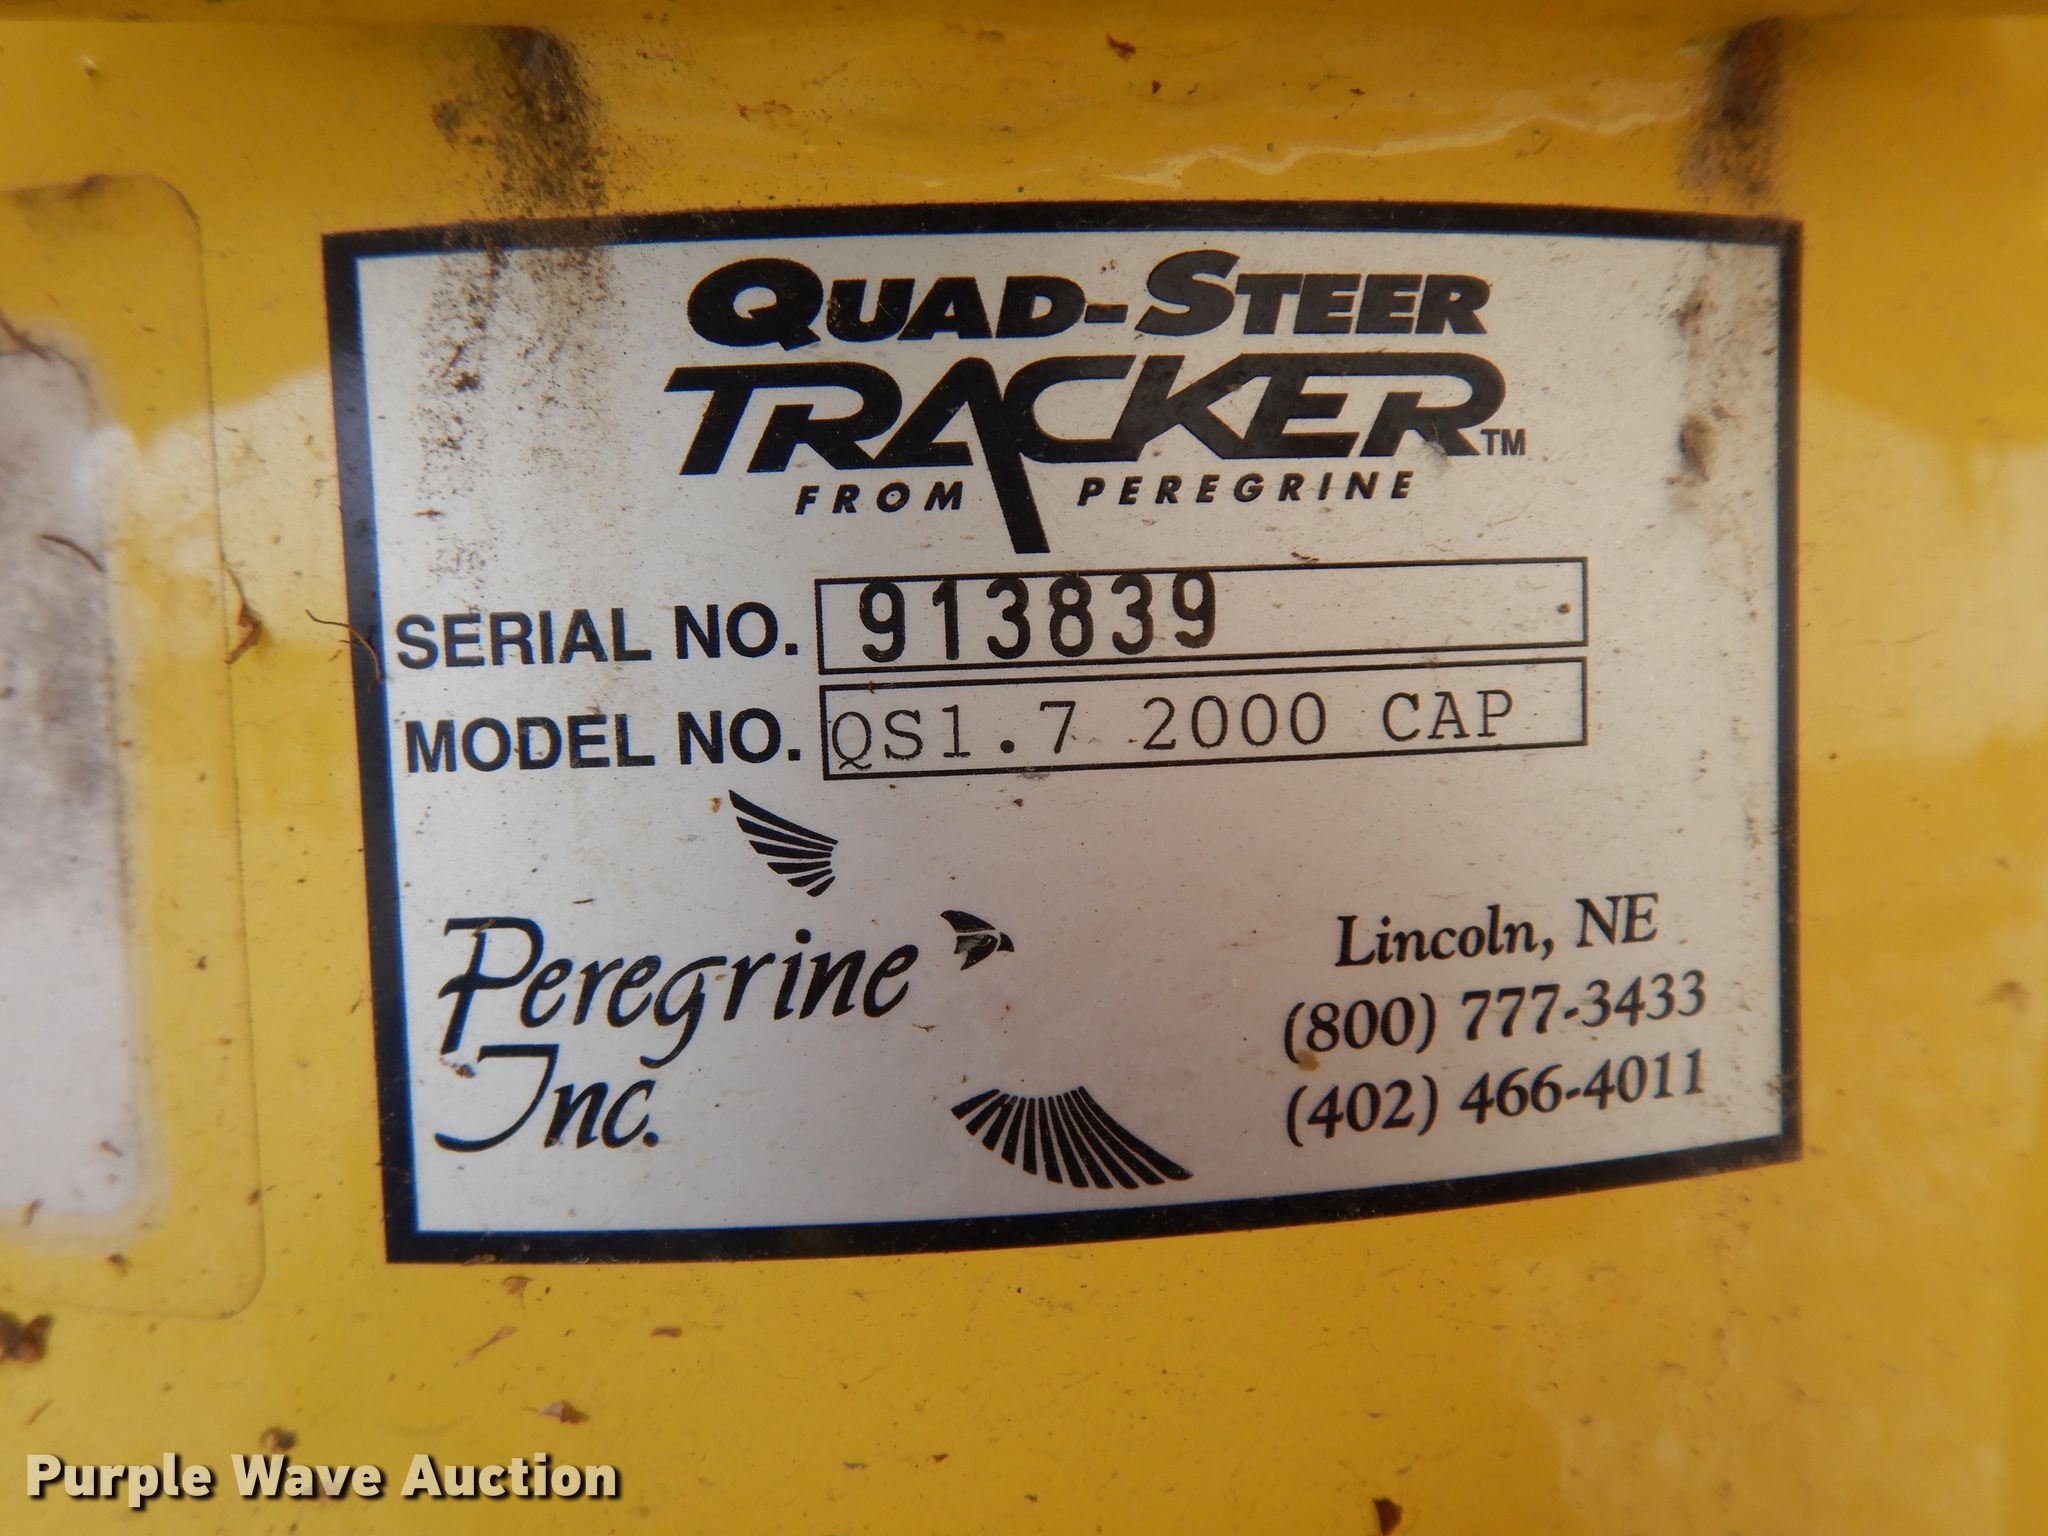 QUAD-STEER
TRACKER™
FROM PEREGRINE
SERIAL NO. 913839
MODEL NO. QS1.7 2000 CAP
Peregrine
Inc.
Lincoln, NE
(800) 777-3433
(402) 466-4011
Purple Wave Auction